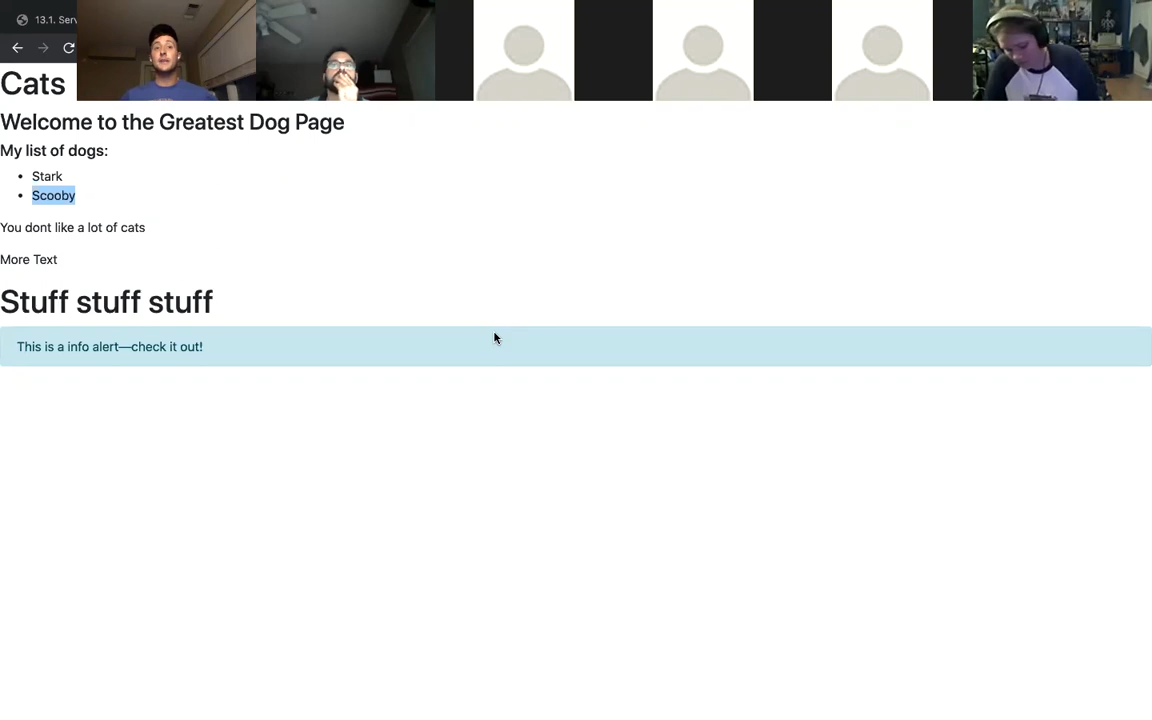 13.1. Serv
Cats
Welcome to the Greatest Dog Page
My list of dogs:
Stark
Scooby
You dont like a lot of cats
More Text
Stuff stuff stuff
This is a info alert—check it out!